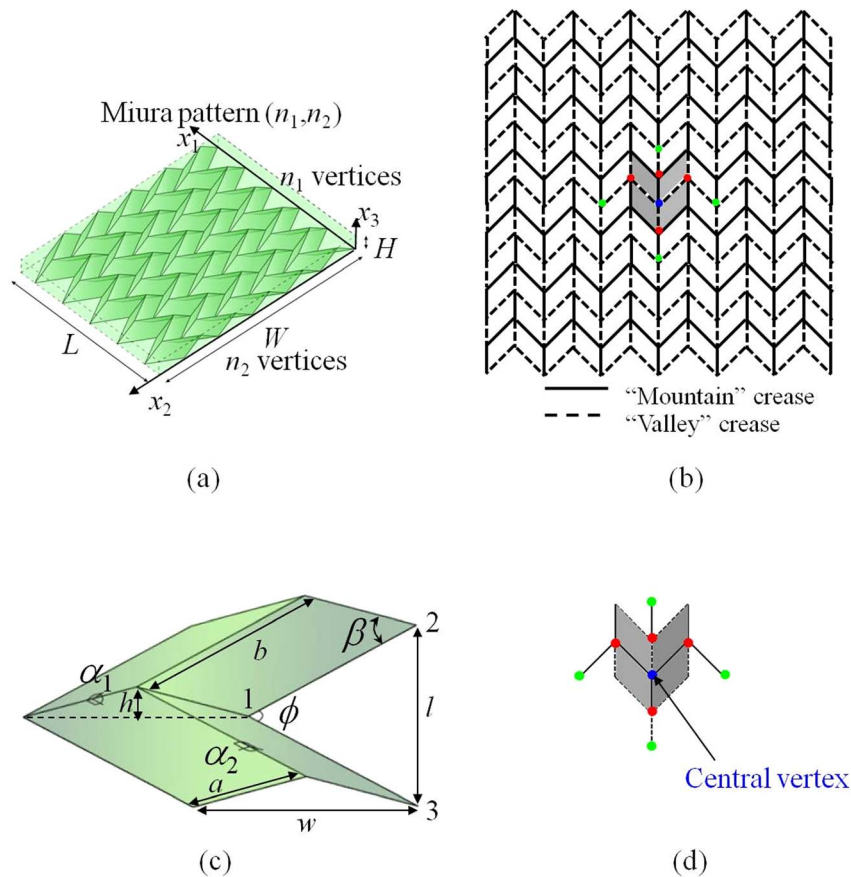 Miura pattern (n₁,n₂)
x₁
n₁ vertices
x₃
H
L
W
n₂ vertices
x₂
(a)
“Mountain” crease
“Valley” crease
(b)
α₁
h
b
β
2
1
ϕ
l
α₂
a
w
3
(c)
Central vertex
(d)